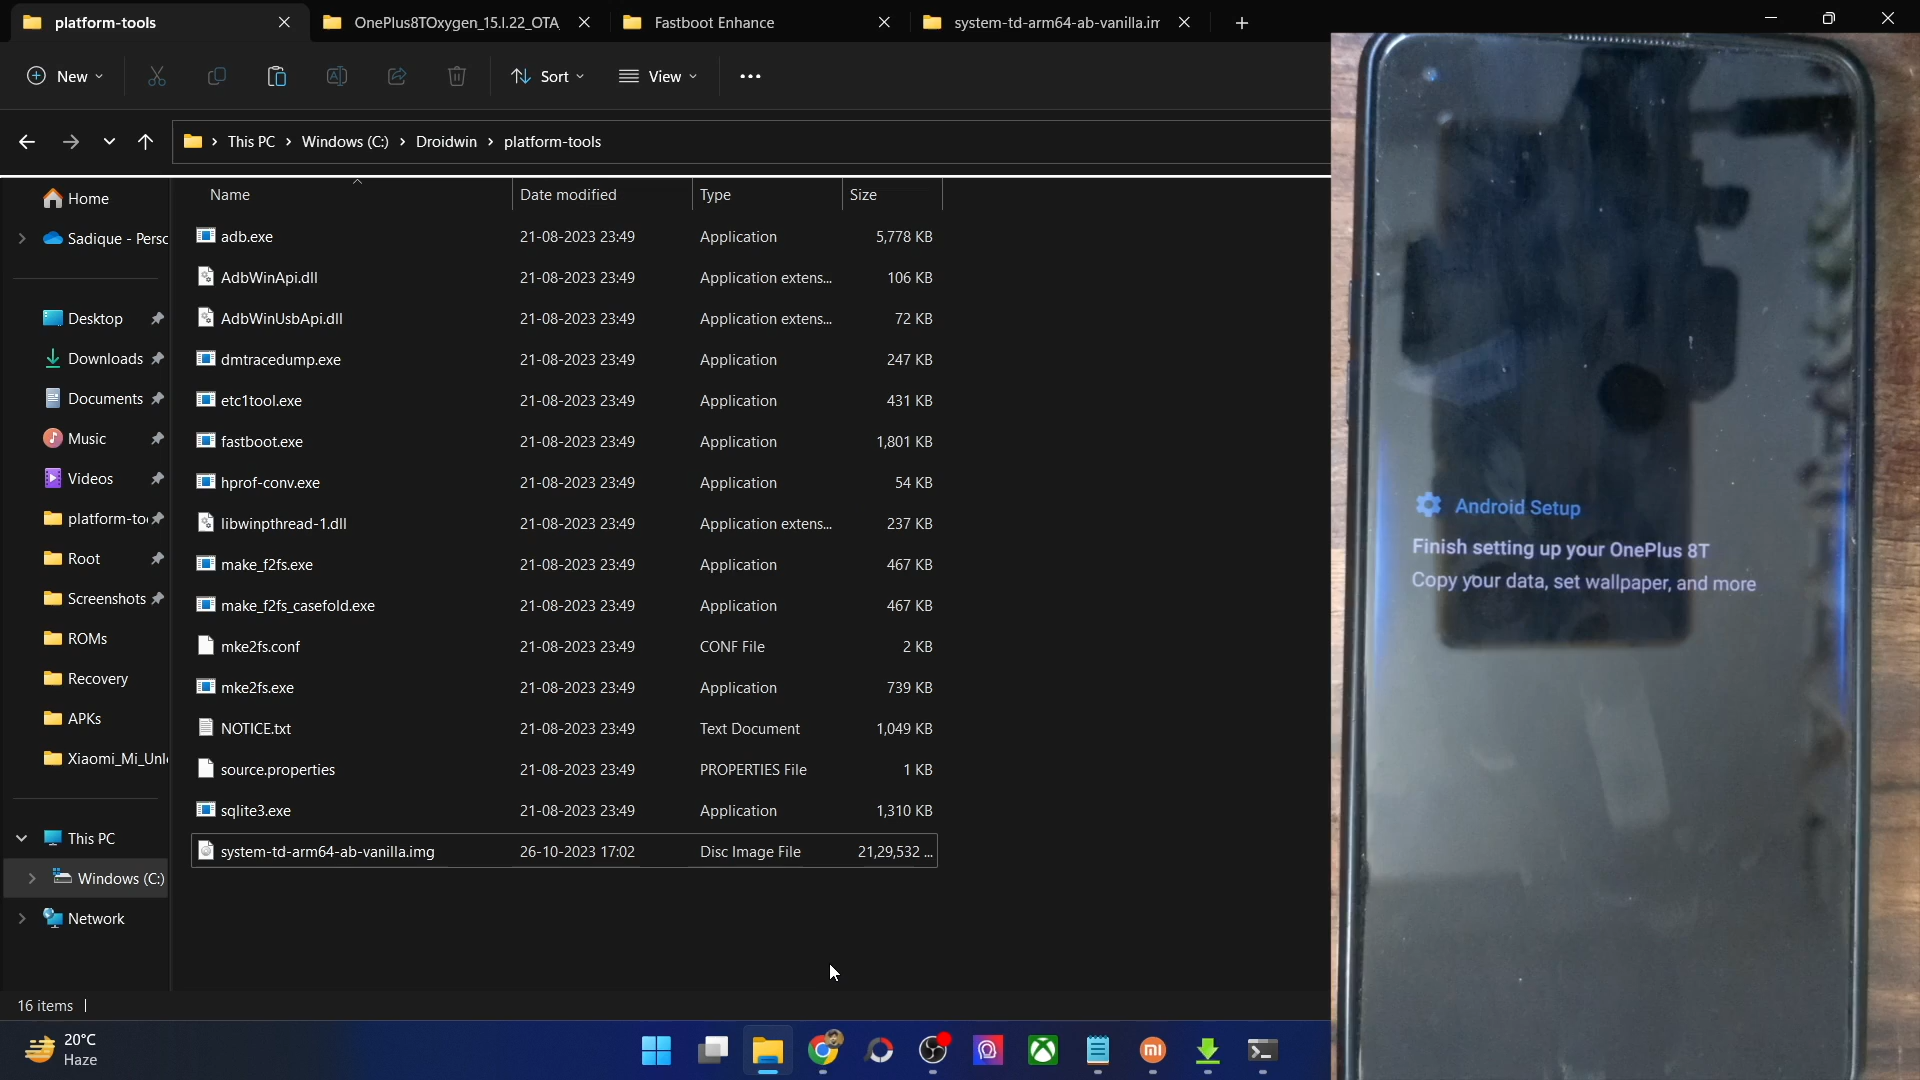 platform-tools
OnePlus8TOxygen_15.I.22_OTA_
Fastboot Enhance
system-td-arm64-ab-vanilla.im
New
Sort
View
This PC
Windows (C:)
Droidwin
platform-tools
Name
Date modified
Type
Size
Home
Sadique - Perso
Desktop
Downloads
Documents
Music
Videos
platform-too
Root
Screenshots
ROMs
Recovery
APKs
Xiaomi_Mi_Unlo
This PC
Windows (C:)
Network
adb.exe 21-08-2023 23:49 Application 5,778 KB
AdbWinApi.dll 21-08-2023 23:49 Application extens... 106 KB
AdbWinUsbApi.dll 21-08-2023 23:49 Application extens... 72 KB
dmtracedump.exe 21-08-2023 23:49 Application 247 KB
etc1tool.exe 21-08-2023 23:49 Application 431 KB
fastboot.exe 21-08-2023 23:49 Application 1,801 KB
hprof-conv.exe 21-08-2023 23:49 Application 54 KB
libwinpthread-1.dll 21-08-2023 23:49 Application extens... 237 KB
make_f2fs.exe 21-08-2023 23:49 Application 467 KB
make_f2fs_casefold.exe 21-08-2023 23:49 Application 467 KB
mke2fs.conf 21-08-2023 23:49 CONF File 2 KB
mke2fs.exe 21-08-2023 23:49 Application 739 KB
NOTICE.txt 21-08-2023 23:49 Text Document 1,049 KB
source.properties 21-08-2023 23:49 PROPERTIES File 1 KB
sqlite3.exe 21-08-2023 23:49 Application 1,310 KB
system-td-arm64-ab-vanilla.img 26-10-2023 17:02 Disc Image File 21,29,532 ...
16 items
20°C
Haze
Android Setup
Finish setting up your OnePlus 8T
Copy your data, set wallpaper, and more